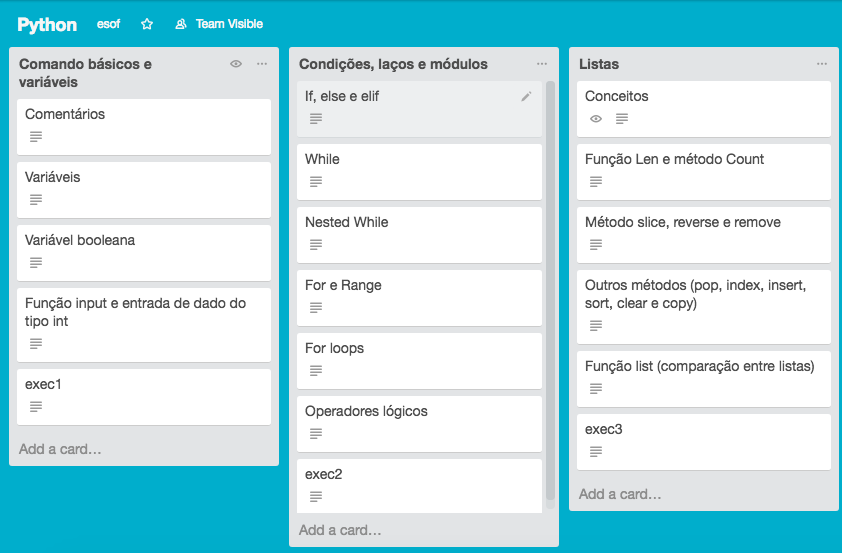 Python esof Team Visible
Comando básicos e
variáveis
Comentários
Variáveis
Variável booleana
Função input e entrada de dado do
tipo int
exec1
Add a card…
Condições, laços e módulos
If, else e elif
While
Nested While
For e Range
For loops
Operadores lógicos
exec2
Add a card…
Listas
Conceitos
Função Len e método Count
Método slice, reverse e remove
Outros métodos (pop, index, insert,
sort, clear e copy)
Função list (comparação entre listas)
exec3
Add a card…